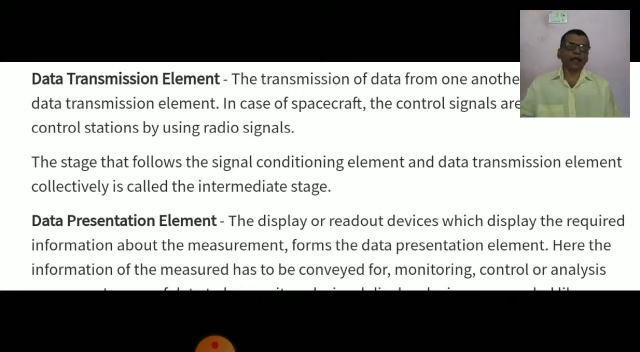 Data Transmission Element - The transmission of data from one anothe
data transmission element. In case of spacecraft, the control signals are
control stations by using radio signals.
The stage that follows the signal conditioning element and data transmission element
collectively is called the intermediate stage.
Data Presentation Element - The display or readout devices which display the required
information about the measurement, forms the data presentation element. Here the
information of the measured has to be conveyed for, monitoring, control or analysis